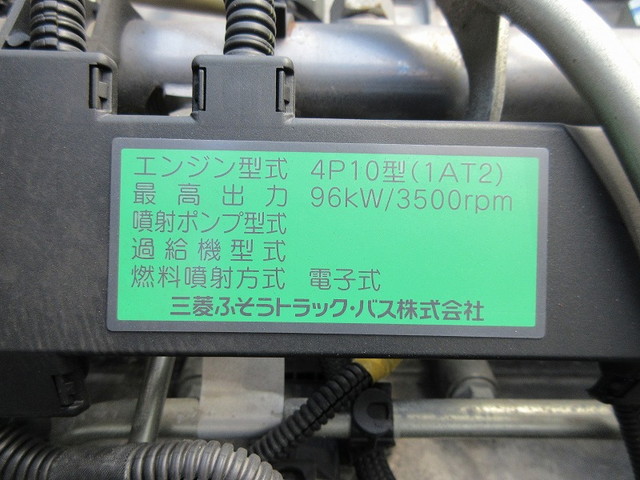 エンジン型式 4P10型(1AT2)
最高出力 96kW/3500rpm
噴射ポンプ型式
過給機型式
燃料噴射方式 電子式
三菱ふそうトラック・バス株式会社